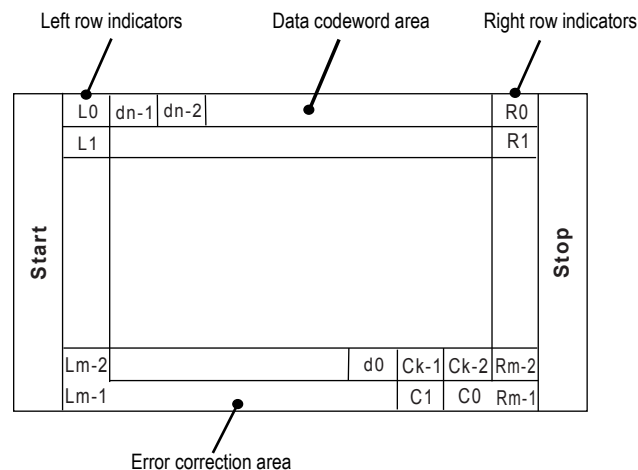 Left row indicators Data codeword area Right row indicators
L0 dn-1 dn-2 R0
L1 R1
Start
Stop
Lm-2 d0 Ck-1 Ck-2 Rm-2
Lm-1 C1 C0 Rm-1
Error correction area